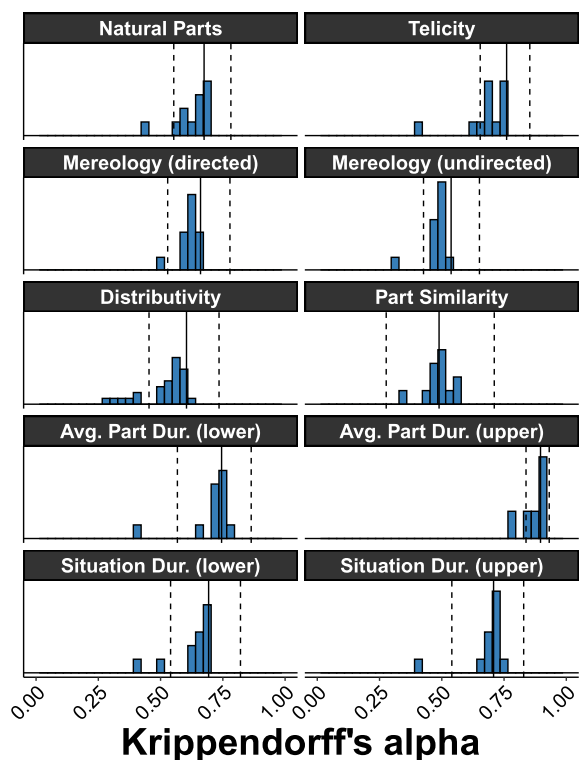 Natural Parts Telicity
Mereology (directed) Mereology (undirected)
Distributivity Part Similarity
Avg. Part Dur. (lower) Avg. Part Dur. (upper)
Situation Dur. (lower) Situation Dur. (upper)
0.00 0.25 0.50 0.75 1.00 0.00 0.25 0.50 0.75 1.00
Krippendorff's alpha